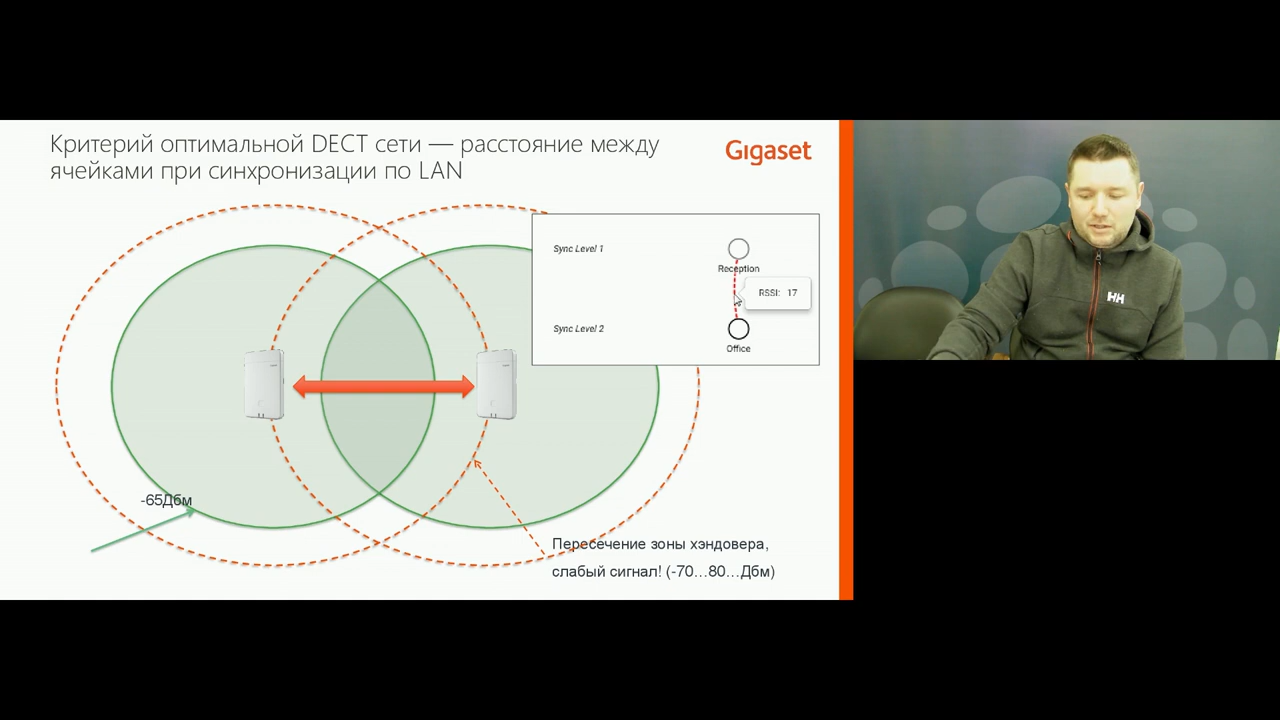 Критерий оптимальной DECT сети — расстояние между
ячейками при синхронизации по LAN
Gigaset
Sync Level 1
Reception
RSSI: 17
Sync Level 2
Office
-65Дбм
Пересечение зоны хэндовера,
слабый сигнал! (-70...80...Дбм)
HH